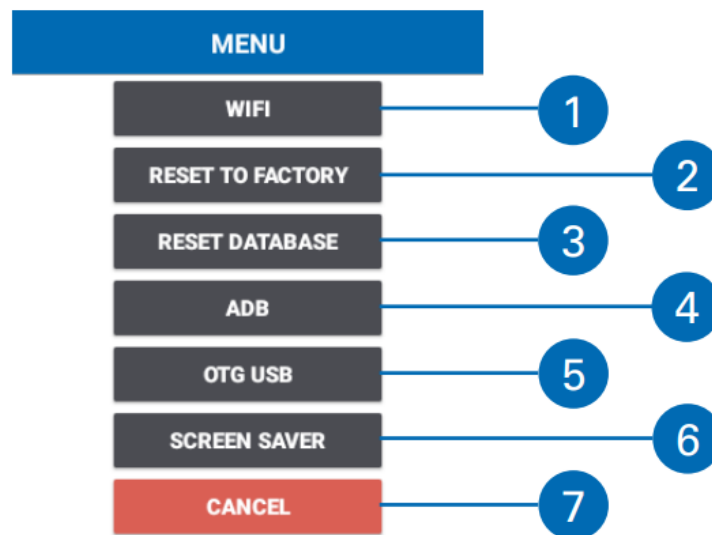 MENU
WIFI 1
RESET TO FACTORY 2
RESET DATABASE 3
ADB 4
OTG USB 5
SCREEN SAVER 6
CANCEL 7